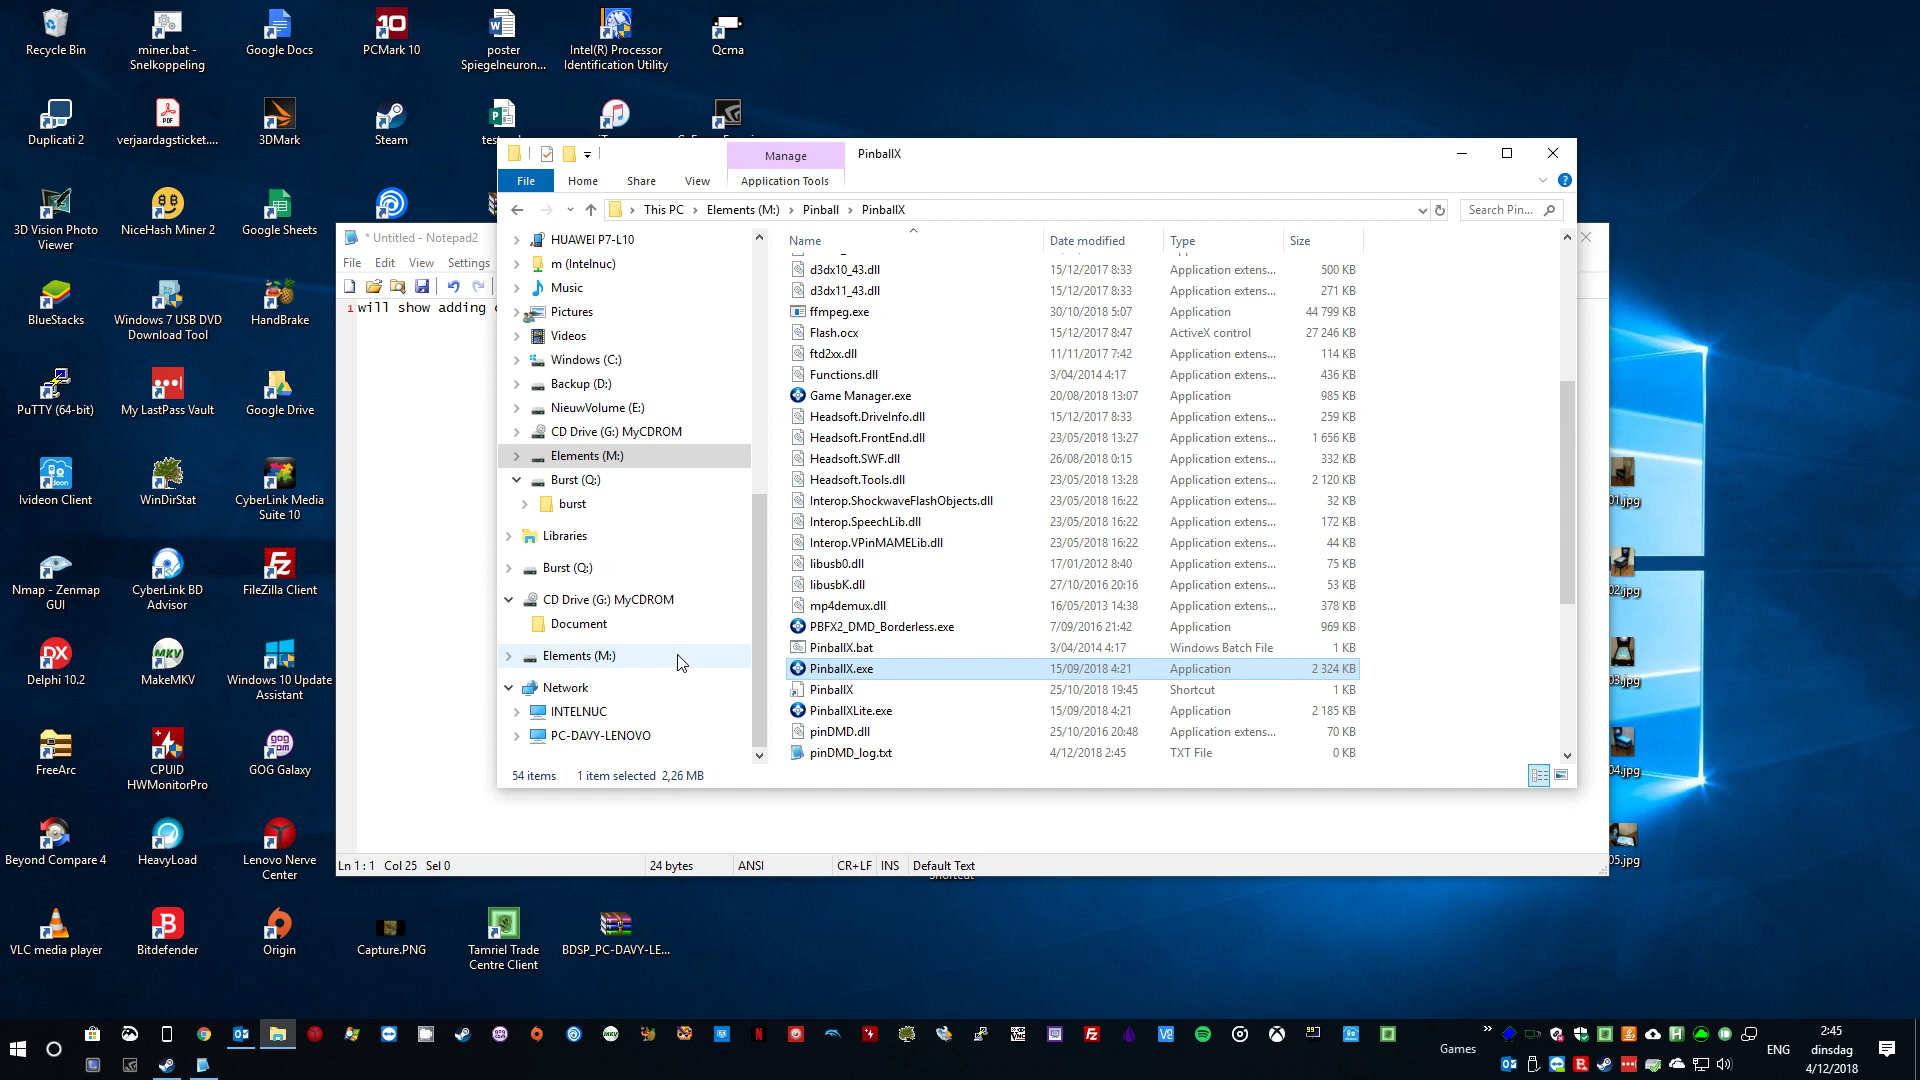 Recycle Bin
miner.bat -
Snelkoppeling
Google Docs
PCMark 10
poster
Spiegelneuron...
Intel(R) Processor
Identification Utility
Qcma
Duplicati 2
verjaardagsticket....
3DMark
Steam
3D Vision Photo
Viewer
NiceHash Miner 2
Google Sheets
BlueStacks
Windows 7 USB DVD
Download Tool
HandBrake
PuTTY (64-bit)
My LastPass Vault
Google Drive
Ivideon Client
WinDirStat
CyberLink Media
Suite 10
Nmap - Zenmap
GUI
CyberLink BD
Advisor
FileZilla Client
Delphi 10.2
MakeMKV
Windows 10 Update
Assistant
FreeArc
CPUID
HWMonitorPro
GOG Galaxy
Beyond Compare 4
HeavyLoad
Lenovo Nerve
Center
VLC media player
Bitdefender
Origin
Capture.PNG
Tamriel Trade
Centre Client
BDSP_PC-DAVY-LE...
* Untitled - Notepad2
File Edit View Settings
1 will show adding
Ln 1 : 1 Col 25 Sel 0 24 bytes ANSI CR+LF INS Default Text
Manage PinballX
File Home Share View Application Tools
This PC › Elements (M:) › Pinball › PinballX
Search Pin...
HUAWEI P7-L10
m (Intelnuc)
Music
Pictures
Videos
Windows (C:)
Backup (D:)
NieuwVolume (E:)
CD Drive (G:) MyCDROM
Elements (M:)
Burst (Q:)
burst
Libraries
Burst (Q:)
CD Drive (G:) MyCDROM
Document
Elements (M:)
Network
INTELNUC
PC-DAVY-LENOVO
Name Date modified Type Size
d3dx10_43.dll 15/12/2017 8:33 Application extens... 500 KB
d3dx11_43.dll 15/12/2017 8:33 Application extens... 271 KB
ffmpeg.exe 30/10/2018 5:07 Application 44 799 KB
Flash.ocx 15/12/2017 8:47 ActiveX control 27 246 KB
ftd2xx.dll 11/11/2017 7:42 Application extens... 114 KB
Functions.dll 3/04/2014 4:17 Application extens... 436 KB
Game Manager.exe 20/08/2018 13:07 Application 985 KB
Headsoft.DriveInfo.dll 15/12/2017 8:33 Application extens... 259 KB
Headsoft.FrontEnd.dll 23/05/2018 13:27 Application extens... 1 656 KB
Headsoft.SWF.dll 26/08/2018 0:15 Application extens... 332 KB
Headsoft.Tools.dll 23/05/2018 13:28 Application extens... 2 120 KB
Interop.ShockwaveFlashObjects.dll 23/05/2018 16:22 Application extens... 32 KB
Interop.SpeechLib.dll 23/05/2018 16:22 Application extens... 172 KB
Interop.VPinMAMELib.dll 23/05/2018 16:22 Application extens... 44 KB
libusb0.dll 17/01/2012 8:40 Application extens... 75 KB
libusbK.dll 27/10/2016 20:16 Application extens... 53 KB
mp4demux.dll 16/05/2013 14:38 Application extens... 378 KB
PBFX2_DMD_Borderless.exe 7/09/2016 21:42 Application 969 KB
PinballX.bat 3/04/2014 4:17 Windows Batch File 1 KB
PinballX.exe 15/09/2018 4:21 Application 2 324 KB
PinballX 25/10/2018 19:45 Shortcut 1 KB
PinballXLite.exe 15/09/2018 4:21 Application 2 185 KB
pinDMD.dll 25/10/2016 20:48 Application extens... 70 KB
pinDMD_log.txt 4/12/2018 2:45 TXT File 0 KB
54 items 1 item selected 2,26 MB
01.jpg
02.jpg
03.jpg
04.jpg
05.jpg
Games
ENG
2:45
dinsdag
4/12/2018